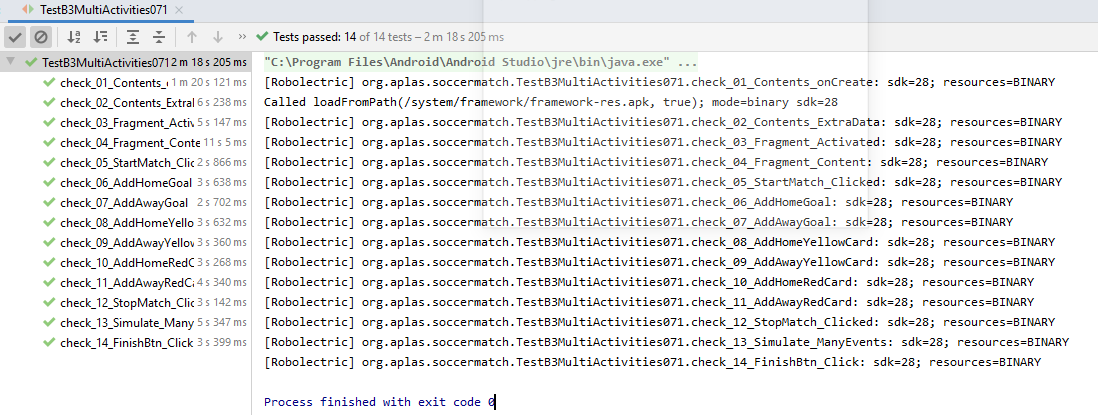 TestB3MultiActivities071
Tests passed: 14 of 14 tests – 2 m 18 s 205 ms
TestB3MultiActivities071 2 m 18 s 205 ms
check_01_Contents_ 1 m 20 s 121 ms
check_02_Contents_Extra 6 s 238 ms
check_03_Fragment_Activ 5 s 147 ms
check_04_Fragment_Conte 11 s 5 ms
check_05_StartMatch_Clic 2 s 866 ms
check_06_AddHomeGoal 3 s 638 ms
check_07_AddAwayGoal 2 s 702 ms
check_08_AddHomeYello 3 s 632 ms
check_09_AddAwayYellov 3 s 360 ms
check_10_AddHomeRedC 3 s 268 ms
check_11_AddAwayRedCa 4 s 340 ms
check_12_StopMatch_Clic 3 s 142 ms
check_13_Simulate_Many 5 s 347 ms
check_14_FinishBtn_Click 3 s 399 ms
"C:\Program Files\Android\Android Studio\jre\bin\java.exe" ...
[Robolectric] org.aplas.soccermatch.TestB3MultiActivities071.check_01_Contents_onCreate: sdk=28; resources=BINARY
Called loadFromPath(/system/framework/framework-res.apk, true); mode=binary sdk=28
[Robolectric] org.aplas.soccermatch.TestB3MultiActivities071.check_02_Contents_ExtraData: sdk=28; resources=BINARY
[Robolectric] org.aplas.soccermatch.TestB3MultiActivities071.check_03_Fragment_Activated: sdk=28; resources=BINARY
[Robolectric] org.aplas.soccermatch.TestB3MultiActivities071.check_04_Fragment_Content: sdk=28; resources=BINARY
[Robolectric] org.aplas.soccermatch.TestB3MultiActivities071.check_05_StartMatch_Clicked: sdk=28; resources=BINARY
[Robolectric] org.aplas.soccermatch.TestB3MultiActivities071.check_06_AddHomeGoal: sdk=28; resources=BINARY
[Robolectric] org.aplas.soccermatch.TestB3MultiActivities071.check_07_AddAwayGoal: sdk=28; resources=BINARY
[Robolectric] org.aplas.soccermatch.TestB3MultiActivities071.check_08_AddHomeYellowCard: sdk=28; resources=BINARY
[Robolectric] org.aplas.soccermatch.TestB3MultiActivities071.check_09_AddAwayYellowCard: sdk=28; resources=BINARY
[Robolectric] org.aplas.soccermatch.TestB3MultiActivities071.check_10_AddHomeRedCard: sdk=28; resources=BINARY
[Robolectric] org.aplas.soccermatch.TestB3MultiActivities071.check_11_AddAwayRedCard: sdk=28; resources=BINARY
[Robolectric] org.aplas.soccermatch.TestB3MultiActivities071.check_12_StopMatch_Clicked: sdk=28; resources=BINARY
[Robolectric] org.aplas.soccermatch.TestB3MultiActivities071.check_13_Simulate_ManyEvents: sdk=28; resources=BINARY
[Robolectric] org.aplas.soccermatch.TestB3MultiActivities071.check_14_FinishBtn_Click: sdk=28; resources=BINARY
Process finished with exit code 0